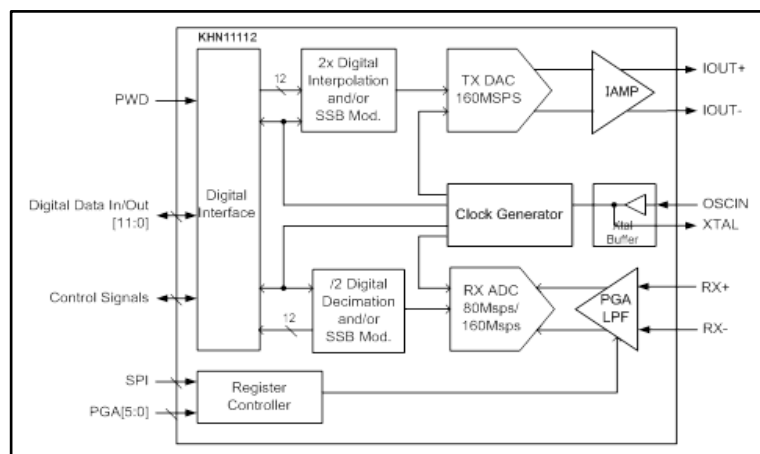 KHN11112
PWD
Digital Data In/Out
[11:0]
Control Signals
SPI
PGA[5:0]
Digital
Interface
12
2x Digital
Interpolation
and/or
SSB Mod.
TX DAC
160MSPS
IAMP
IOUT+
IOUT-
Clock Generator
Xtal
Buffer
OSCIN
XTAL
12
/2 Digital
Decimation
and/or
SSB Mod.
RX ADC
80Msps/
160Msps
PGA
LPF
RX+
RX-
Register
Controller